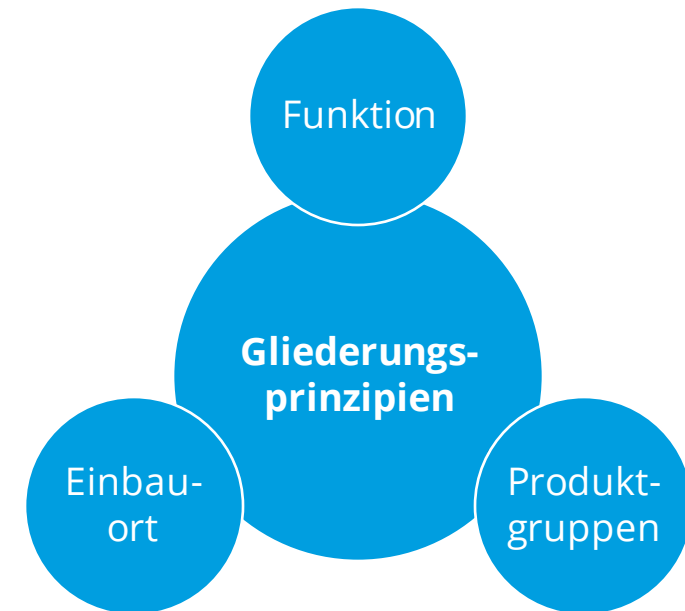 Funktion
Gliederungs-
prinzipien
Einbau-
ort
Produkt-
gruppen